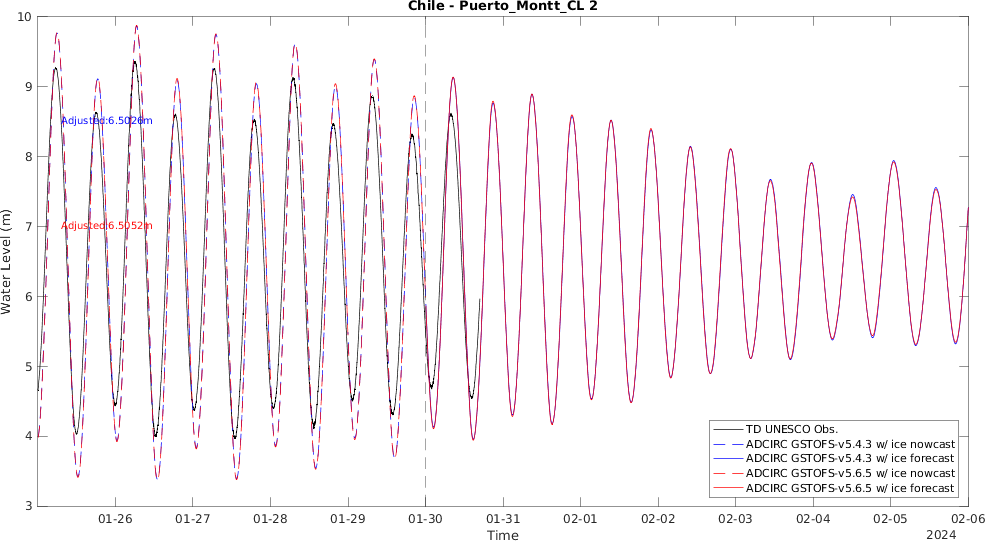 Chile - Puerto_Montt_CL 2
10
9
8
7
6
5
4
3
Water Level (m)
Adjusted:6.5026m
Adjusted:6.5052m
TD UNESCO Obs.
ADCIRC GSTOFS-v5.4.3 w/ ice nowcast
ADCIRC GSTOFS-v5.4.3 w/ ice forecast
ADCIRC GSTOFS-v5.6.5 w/ ice nowcast
ADCIRC GSTOFS-v5.6.5 w/ ice forecast
01-26 01-27 01-28 01-29 01-30 01-31 02-01 02-02 02-03 02-04 02-05 02-06
Time
2024